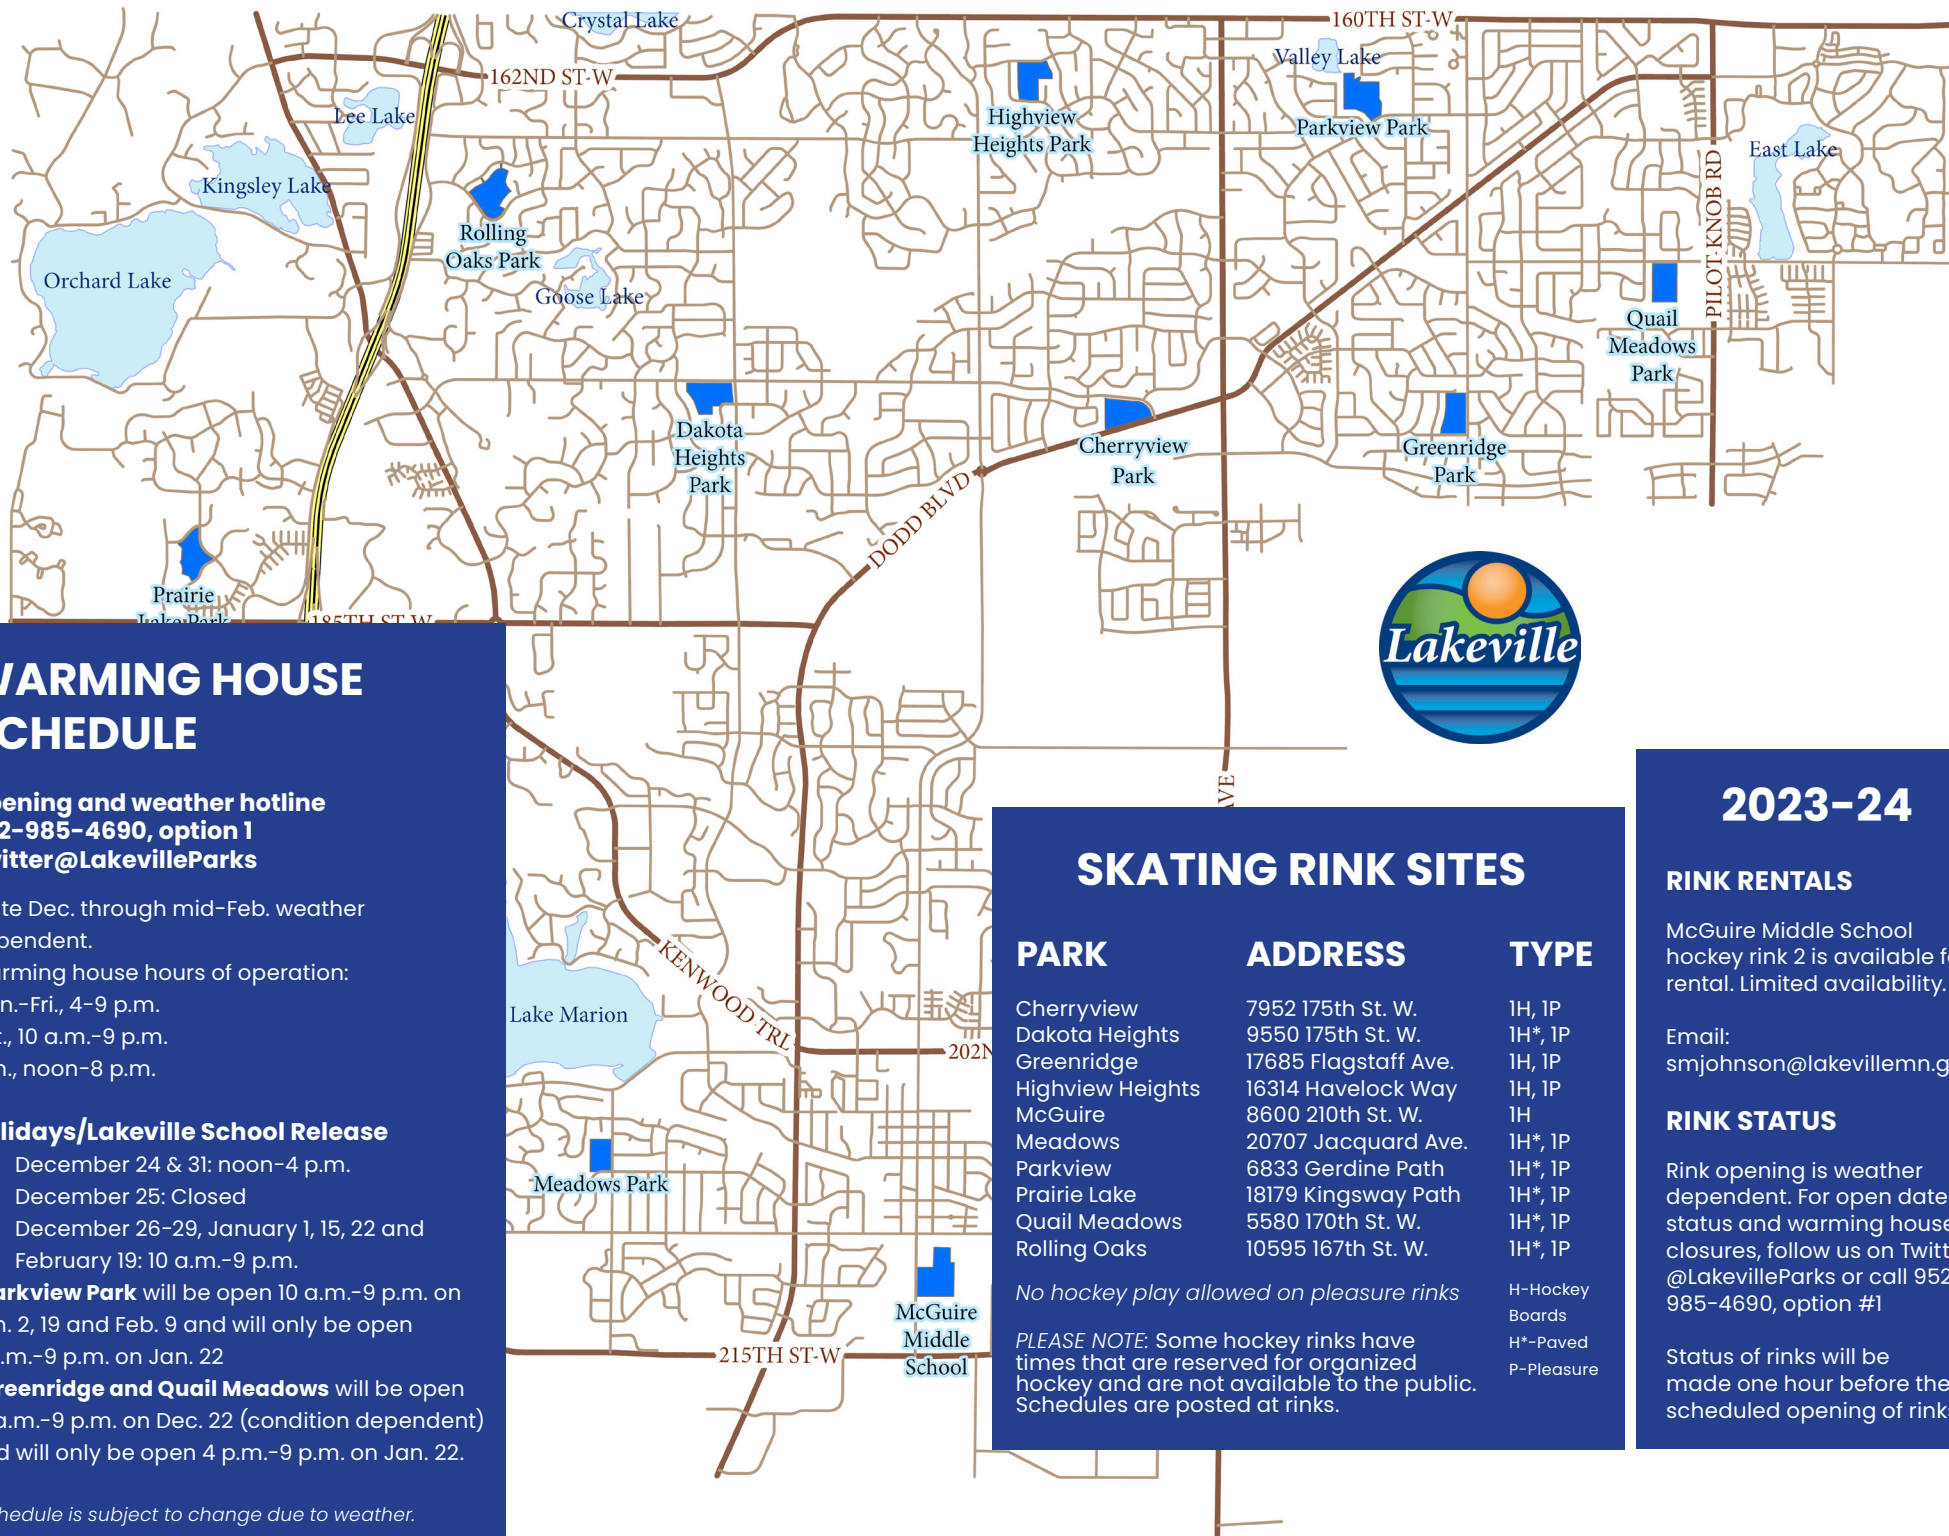 Crystal Lake
160TH ST-W
162ND ST-W
Valley Lake
Lee Lake
Highview
Heights Park
Parkview Park
East Lake
Kingsley Lake
PILOT-KNOB RD
Rolling
Oaks Park
Orchard Lake
Goose Lake
Quail
Meadows
Park
Dakota
Heights
Park
Cherryview
Park
Greenridge
Park
DODD BLVD
Prairie
Lake Park
185TH ST W
Lakeville
WARMING HOUSE
SCHEDULE
pening and weather hotline
2-985-4690, option 1
itter@LakevilleParks
te Dec. through mid-Feb. weather
pendent.
rming house hours of operation:
n.-Fri., 4-9 p.m.
t., 10 a.m.-9 p.m.
n., noon-8 p.m.
lidays/Lakeville School Release
December 24 & 31: noon-4 p.m.
December 25: Closed
December 26-29, January 1, 15, 22 and
February 19: 10 a.m.-9 p.m.
arkview Park will be open 10 a.m.-9 p.m. on
n. 2, 19 and Feb. 9 and will only be open
.m.-9 p.m. on Jan. 22
reenridge and Quail Meadows will be open
a.m.-9 p.m. on Dec. 22 (condition dependent)
d will only be open 4 p.m.-9 p.m. on Jan. 22.
hedule is subject to change due to weather.
KENWOOD TRL
Lake Marion
202N
AVE
Meadows Park
McGuire
Middle
School
215TH ST-W
SKATING RINK SITES
PARK ADDRESS TYPE
Cherryview 7952 175th St. W. 1H, 1P
Dakota Heights 9550 175th St. W. 1H*, 1P
Greenridge 17685 Flagstaff Ave. 1H, 1P
Highview Heights 16314 Havelock Way 1H, 1P
McGuire 8600 210th St. W. 1H
Meadows 20707 Jacquard Ave. 1H*, 1P
Parkview 6833 Gerdine Path 1H*, 1P
Prairie Lake 18179 Kingsway Path 1H*, 1P
Quail Meadows 5580 170th St. W. 1H*, 1P
Rolling Oaks 10595 167th St. W. 1H*, 1P
No hockey play allowed on pleasure rinks
PLEASE NOTE: Some hockey rinks have
times that are reserved for organized
hockey and are not available to the public.
Schedules are posted at rinks.
H-Hockey
Boards
H*-Paved
P-Pleasure
2023-24
RINK RENTALS
McGuire Middle School
hockey rink 2 is available f
rental. Limited availability.
Email:
smjohnson@lakevillemn.g
RINK STATUS
Rink opening is weather
dependent. For open date
status and warming house
closures, follow us on Twitt
@LakevilleParks or call 952
985-4690, option #1
Status of rinks will be
made one hour before the
scheduled opening of rinks